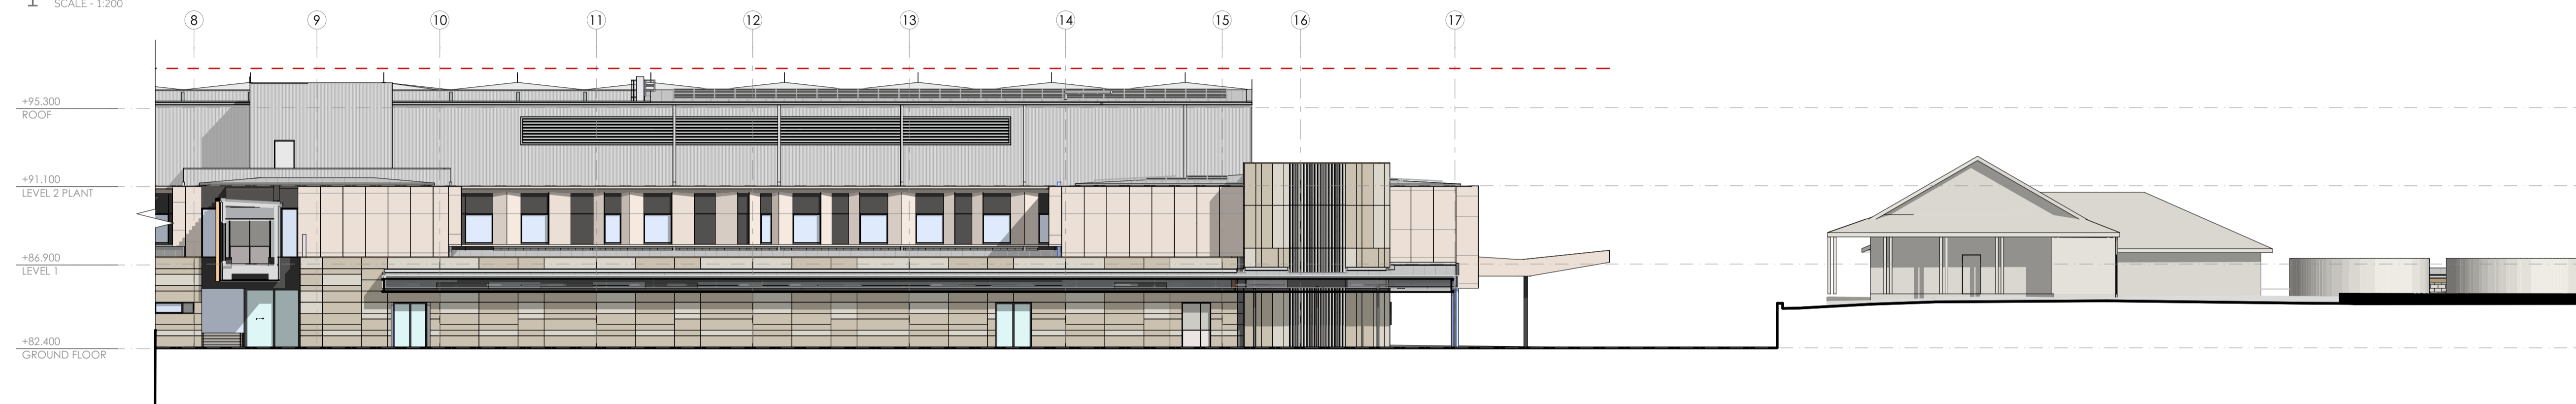 1
SCALE - 1:200
8 9 10 11 12 13 14 15 16 17
+95.300
ROOF
+91.100
LEVEL 2 PLANT
+86.900
LEVEL 1
+82.400
GROUND FLOOR